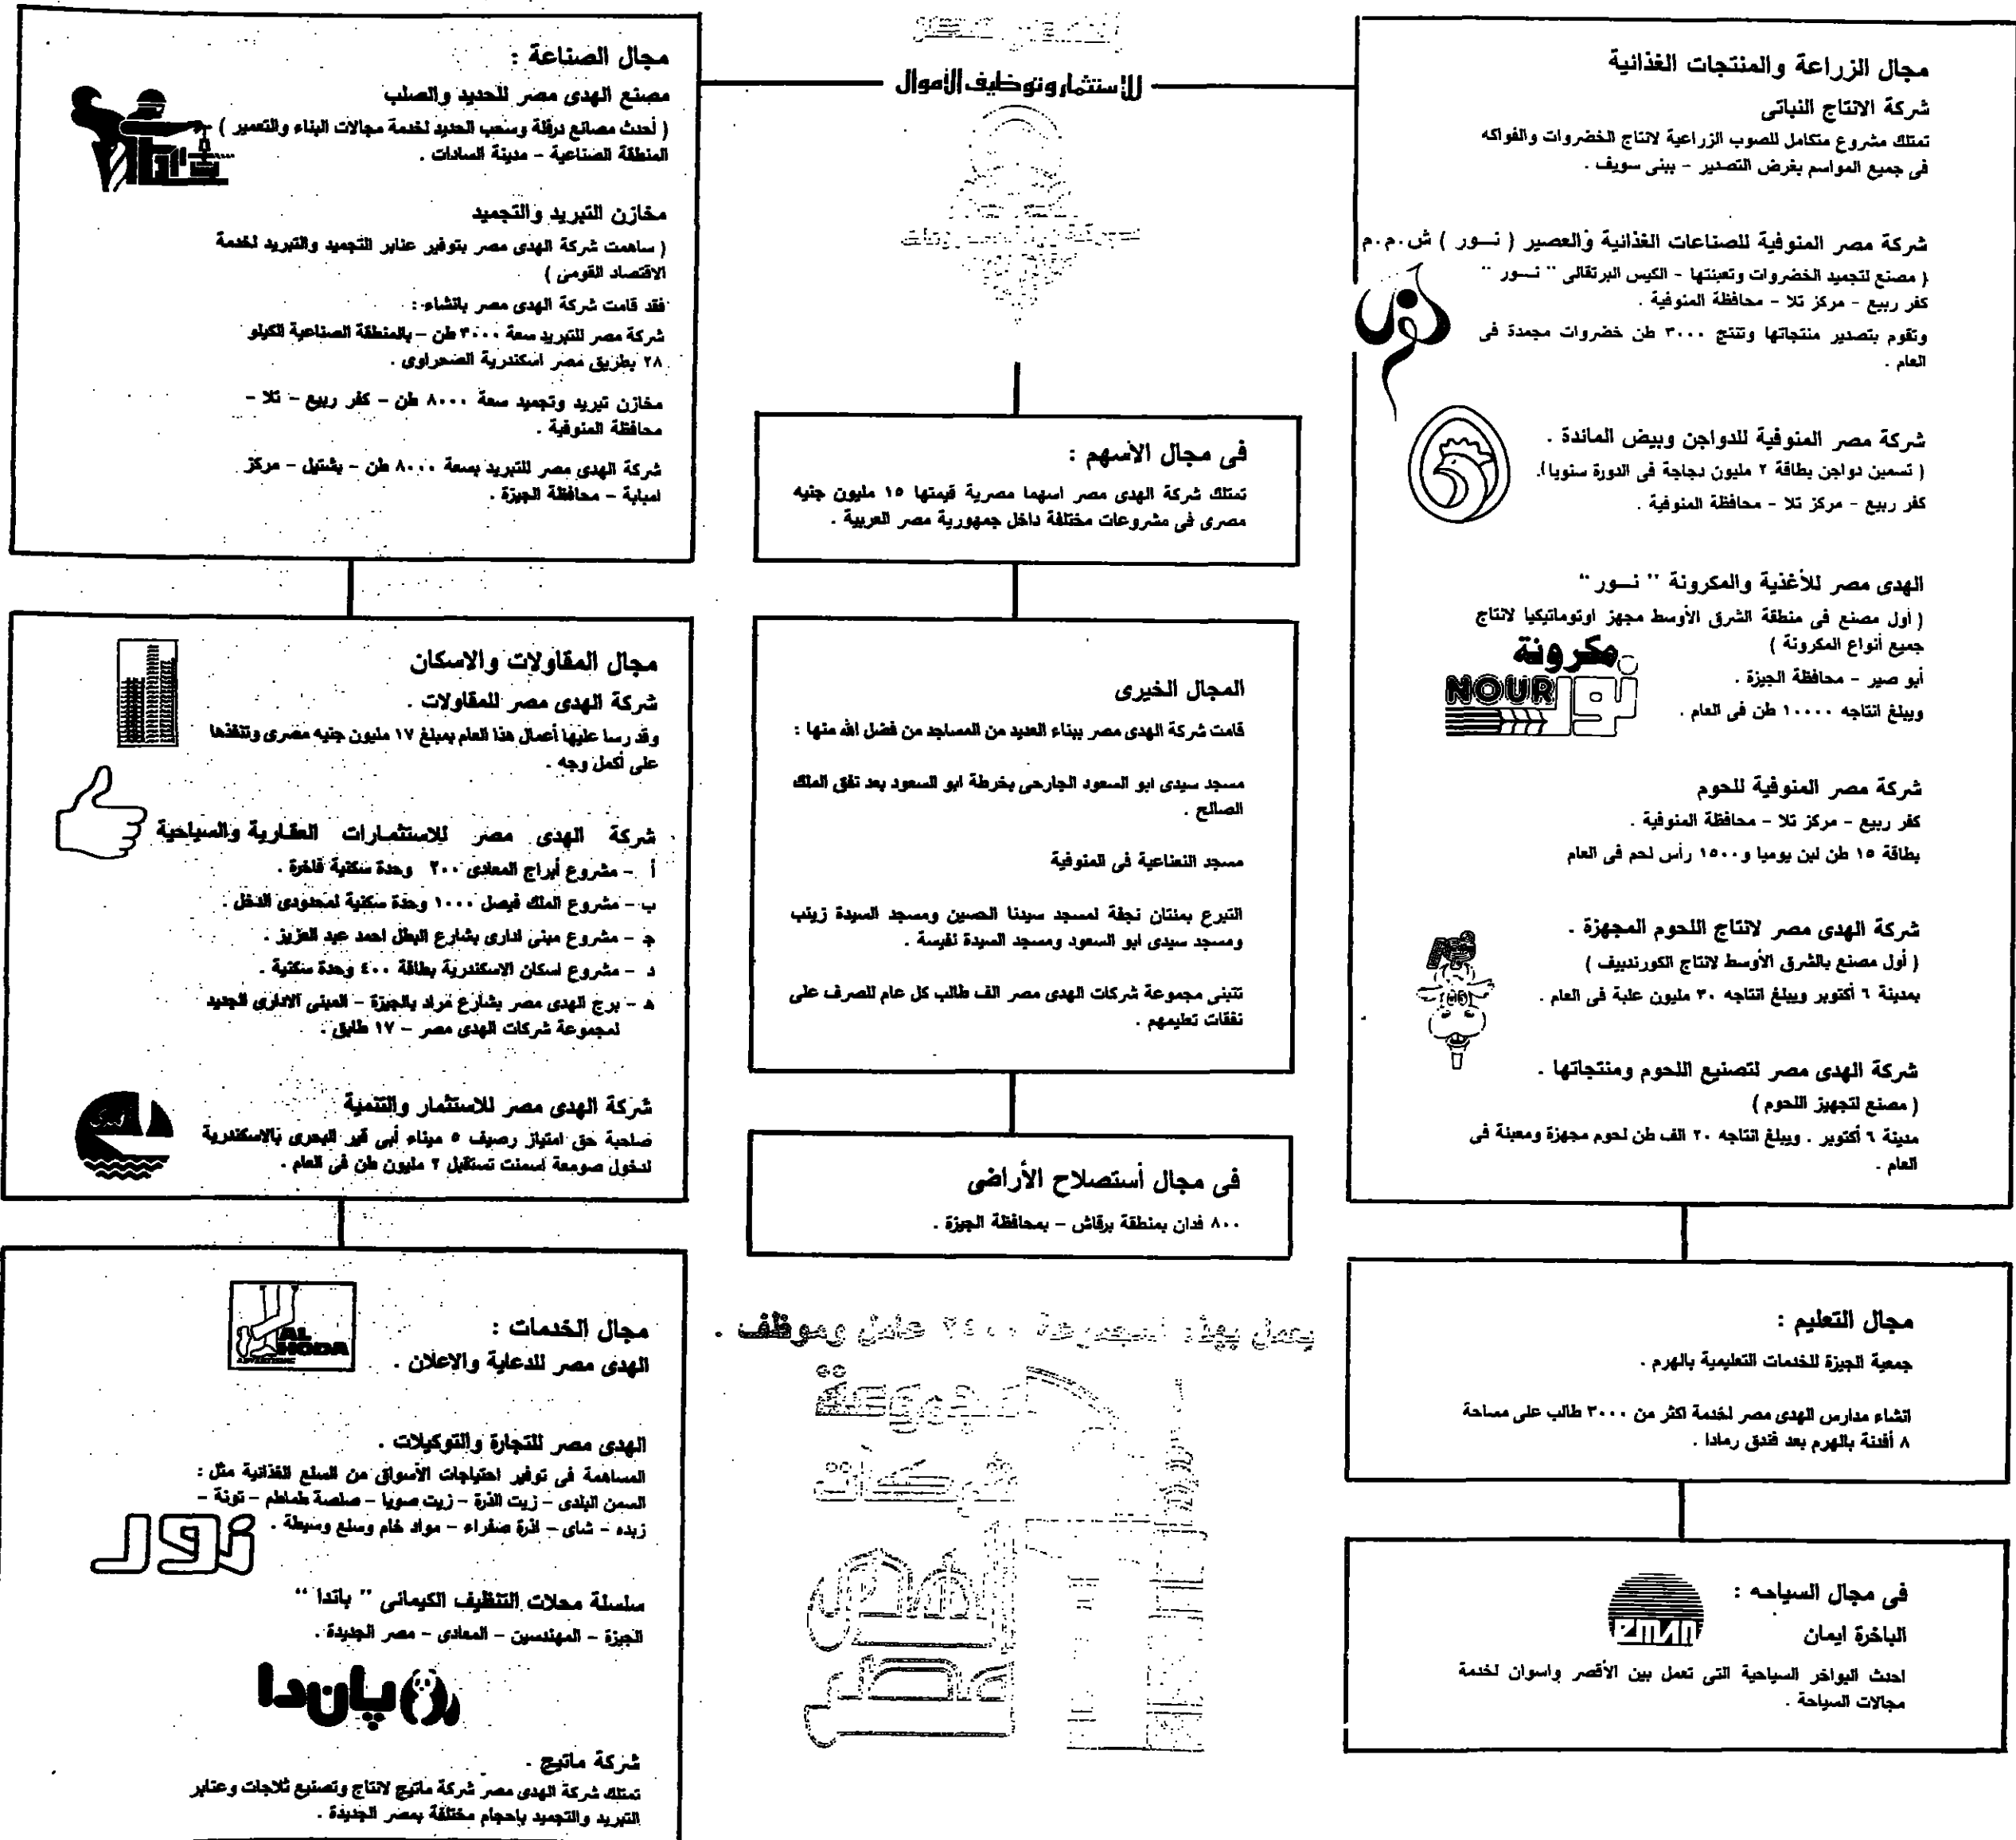 الهدى مصر
للإستثمار وتوظيف الأموال
مجال الزراعة والمنتجات الغذائية
شركة الانتاج النباتى
تمتلك مشروع متكامل للصوب الزراعية لانتاج الخضروات والفواكه
فى جميع المواسم بغرض التصدير - ببنى سويف .
شركة مصر المنوفية للصناعات الغذائية والعصير ( نــور ) ش.م.م
( مصنع لتجميد الخضروات وتعبئتها - الكيس البرتقالى " نــور "
كفر ربيع - مركز تلا - محافظة المنوفية .
وتقوم بتصدير منتجاتها وتنتج ٣٠٠٠ طن خضروات مجمدة فى
العام .
نور
شركة مصر المنوفية للدواجن وبيض المائدة .
( تسمين دواجن بطاقة ٢ مليون دجاجة فى الدورة سنويا ).
كفر ربيع - مركز تلا - محافظة المنوفية .
الهدى مصر للأغذية والمكرونة " نــور "
( أول مصنع فى منطقة الشرق الأوسط مجهز اوتوماتيكيا لانتاج
جميع أنواع المكرونة )
أبو صير - محافظة الجيزة .
ويبلغ انتاجه ١٠٠٠٠ طن فى العام .
مكرونة
نور NOUR
شركة مصر المنوفية للحوم
كفر ربيع - مركز تلا - محافظة المنوفية .
بطاقة ١٥ طن لبن يوميا و١٥٠٠ رأس لحم فى العام
شركة الهدى مصر لانتاج اللحوم المجهزة .
( أول مصنع بالشرق الأوسط لانتاج الكورندبيف )
بمدينة ٦ أكتوبر ويبلغ انتاجه ٣٠ مليون علبة فى العام .
شركة الهدى مصر لتصنيع اللحوم ومنتجاتها .
( مصنع لتجهيز اللحوم )
مدينة ٦ أكتوبر . ويبلغ انتاجه ٢٠ الف طن لحوم مجهزة ومعبئة فى
العام .
مجال التعليم :
جمعية الجيزة للخدمات التعليمية بالهرم .
انشاء مدارس الهدى مصر لخدمة اكثر من ٣٠٠٠ طالب على مساحة
٨ أفدنة بالهرم بعد فندق رمادا .
فى مجال السياحه :
الباخرة ايمان
eman
احدث البواخر السياحية التى تعمل بين الأقصر واسوان لخدمة
مجالات السياحة .
فى مجال الأسهم :
تمتلك شركة الهدى مصر اسهما مصرية قيمتها ١٥ مليون جنيه
مصرى فى مشروعات مختلفة داخل جمهورية مصر العربية .
المجال الخيرى
قامت شركة الهدى مصر ببناء العديد من المساجد من فضل الله منها :
مسجد سيدى ابو السعود الجارحى بخرطة ابو السعود بعد نفق الملك
الصالح .
مسجد النعناعية فى المنوفية
التبرع بمئتان نجفة لمسجد سيدنا الحسين ومسجد السيدة زينب
ومسجد سيدى ابو السعود ومسجد السيدة نفيسة .
تتبنى مجموعة شركات الهدى مصر الف طالب كل عام للصرف على
نفقات تعليمهم .
فى مجال أستصلاح الأراضى
٨٠٠ فدان بمنطقة برقاش - بمحافظة الجيزة .
يعمل بهذه المجموعة ٢٤٠٠ عامل وموظف .
مجموعة
شركات
الهدى
مصر
مجال الصناعة :
مصنع الهدى مصر للحديد والصلب
( أحدث مصانع درفلة وسحب الحديد لخدمة مجالات البناء والتعمير )
المنطقة الصناعية - مدينة السادات .
مخازن التبريد والتجميد
( ساهمت شركة الهدى مصر بتوفير عنابر التجميد والتبريد لخدمة
الاقتصاد القومى )
فقد قامت شركة الهدى مصر بانشاء :
شركة مصر للتبريد سعة ٣٠٠٠ طن - بالمنطقة الصناعية الكيلو
٢٨ بطريق مصر اسكندرية الصحراوى .
مخازن تبريد وتجميد سعة ٨٠٠٠ طن - كفر ربيع - تلا -
محافظة المنوفية .
شركة الهدى مصر للتبريد بسعة ٨٠٠٠ طن - بشتيل - مركز
امبابة - محافظة الجيزة .
مجال المقاولات والاسكان
شركة الهدى مصر للمقاولات .
وقد رسا عليها أعمال هذا العام بمبلغ ١٧ مليون جنيه مصرى وتنفذها
على أكمل وجه .
شركة الهدى مصر للاستثمارات العقارية والسياحية
أ - مشروع أبراج المعادى ٢٠٠ وحدة سكنية فاخرة .
ب - مشروع الملك فيصل ١٠٠٠ وحدة سكنية لمحدودى الدخل .
ج - مشروع مبنى ادارى بشارع البطل احمد عبد العزيز .
د - مشروع اسكان الاسكندرية بطاقة ٤٠٠ وحدة سكنية .
هـ - برج الهدى مصر بشارع مراد بالجيزة - المبنى الادارى الجديد
لمجموعة شركات الهدى مصر - ١٧ طابق .
شركة الهدى مصر للاستثمار والتنمية
صاحبة حق امتياز رصيف ٥ ميناء أبى قير البحرى بالاسكندرية
لدخول صومعة اسمنت تستقبل ٢ مليون طن فى العام .
مجال الخدمات :
الهدى مصر للدعاية والاعلان .
AL HODA
ADVERTISING
الهدى مصر للتجارة والتوكيلات .
المساهمة فى توفير احتياجات الأسواق من السلع الغذائية مثل :
السمن البلدى - زيت الذرة - زيت صويا - صلصة طماطم - تونة -
زبده - شاى - اذرة صفراء - مواد خام وسلع وسيطة .
نور
سلسلة محلات التنظيف الكيمائى " باندا "
الجيزة - المهندسين - المعادى - مصر الجديدة .
پاندا
شركة ماتيج .
تمتلك شركة الهدى مصر شركة ماتيج لانتاج وتصنيع ثلاجات وعنابر
التبريد والتجميد باحجام مختلفة بمصر الجديدة .